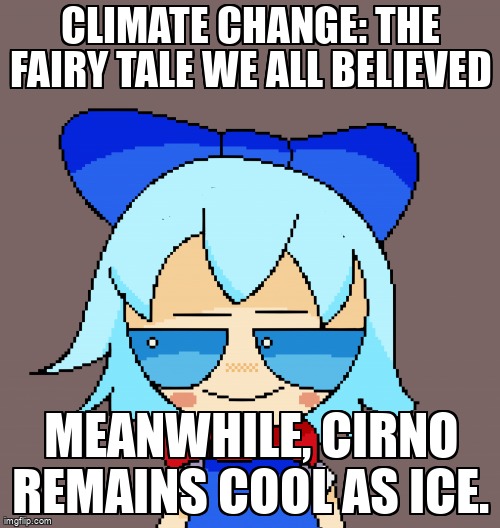 CLIMATE CHANGE: THE
FAIRY TALE WE ALL BELIEVED
MEANWHILE, CIRNO
REMAINS COOL AS ICE.
imgflip.com